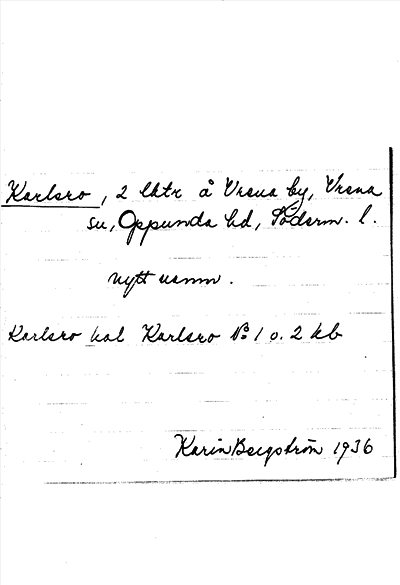 Karlsro, 2 lktr å Vrena by, Vrena
sn, Oppunda hd, Söderm. l.
nytt namn.
Karlsro kal Karlsro No 1 o. 2 kb
Karin Bergström 1936